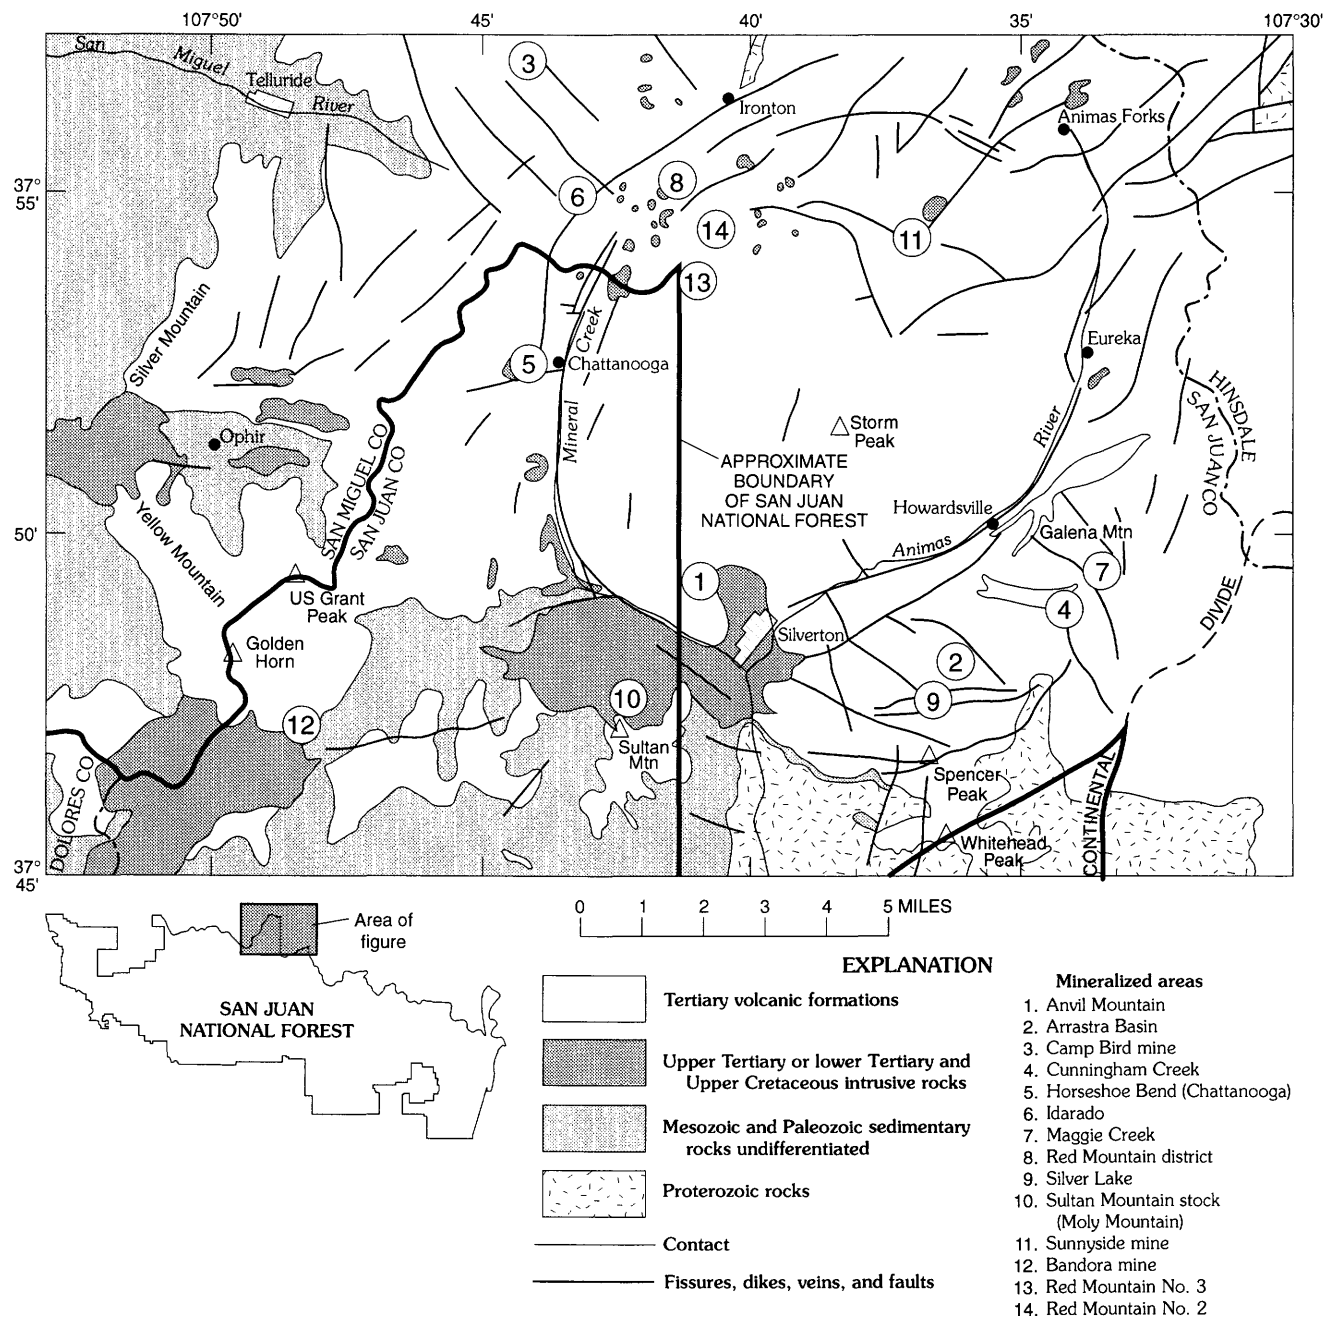 107°50'
45'
40'
35'
107°30'
San Miguel River
Telluride
3
Ironton
Animas Forks
37°
55'
6
8
14
11
13
Silver Mountain
5
Chattanooga
Mineral Creek
Eureka
Ophir
SAN MIGUEL CO
SAN JUAN CO
Storm
Peak
River
HINSDALE
SAN JUAN CO
APPROXIMATE
BOUNDARY
OF SAN JUAN
NATIONAL FOREST
Howardsville
50'
Yellow Mountain
Animas
Galena Mtn
7
US Grant
Peak
1
4
DIVIDE
Golden
Horn
Silverton
2
9
10
12
Sultan
Mtn
Spencer
Peak
DOLORES CO
Whitehead
Peak
CONTINENTAL
37°
45'
0 1 2 3 4 5 MILES
Area of
figure
SAN JUAN
NATIONAL FOREST
EXPLANATION
Tertiary volcanic formations
Upper Tertiary or lower Tertiary and
Upper Cretaceous intrusive rocks
Mesozoic and Paleozoic sedimentary
rocks undifferentiated
Proterozoic rocks
Contact
Fissures, dikes, veins, and faults
Mineralized areas
1. Anvil Mountain
2. Arrastra Basin
3. Camp Bird mine
4. Cunningham Creek
5. Horseshoe Bend (Chattanooga)
6. Idarado
7. Maggie Creek
8. Red Mountain district
9. Silver Lake
10. Sultan Mountain stock
(Moly Mountain)
11. Sunnyside mine
12. Bandora mine
13. Red Mountain No. 3
14. Red Mountain No. 2